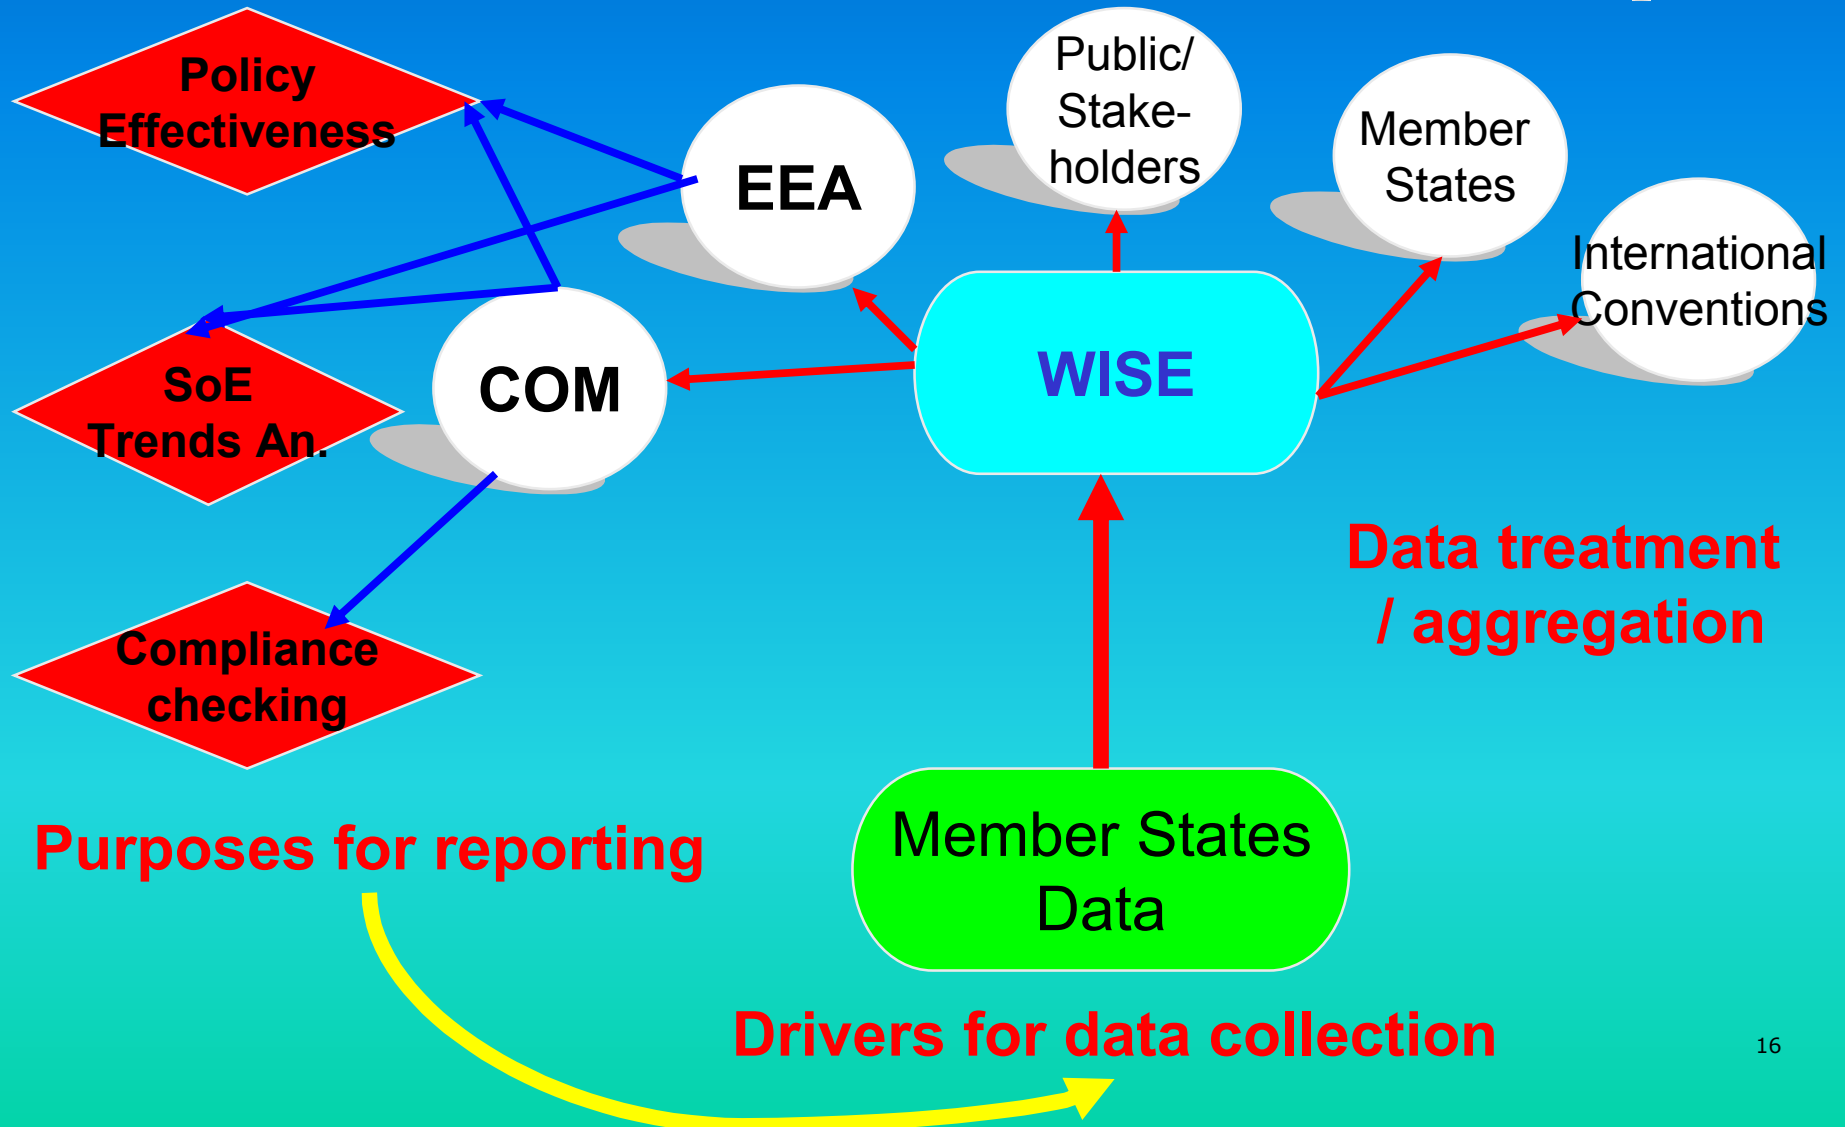 Policy
Effectiveness
EEA
Public/
Stake-
holders
Member
States
International
Conventions
SoE
Trends An.
COM
WISE
Data treatment
/ aggregation
Compliance
checking
Purposes for reporting
Member States
Data
Drivers for data collection
16